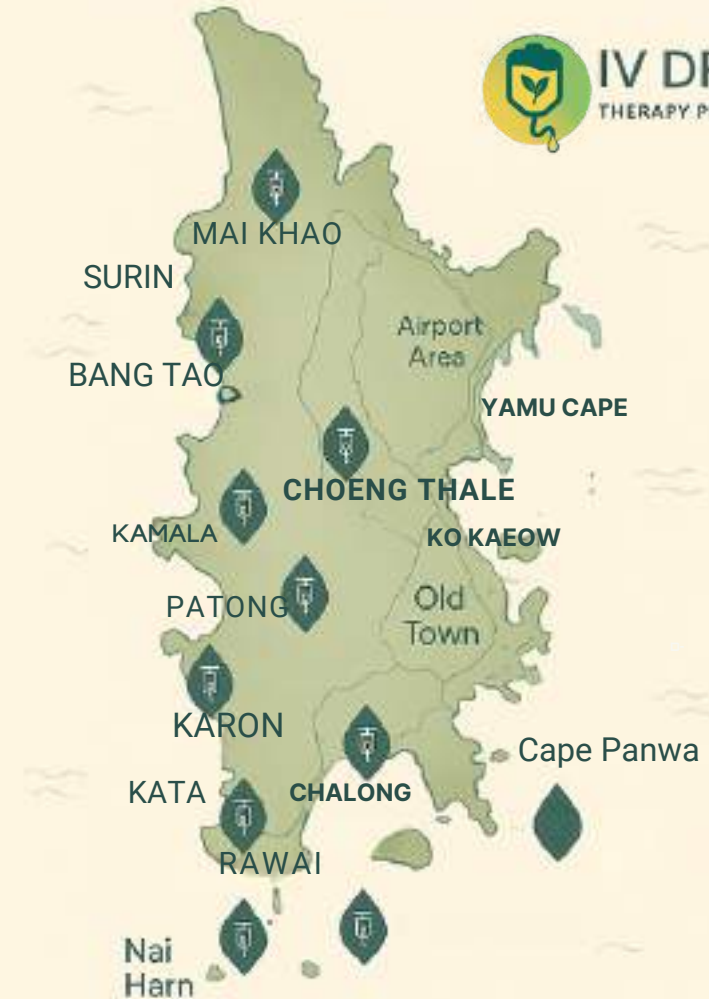 IV DR
THERAPY P
MAI KHAO
SURIN
Airport
Area
BANG TAO
YAMU CAPE
CHOENG THALE
KAMALA
KO KAEOW
PATONG
Old
Town
KARON
Cape Panwa
KATA
CHALONG
RAWAI
Nai
Harn